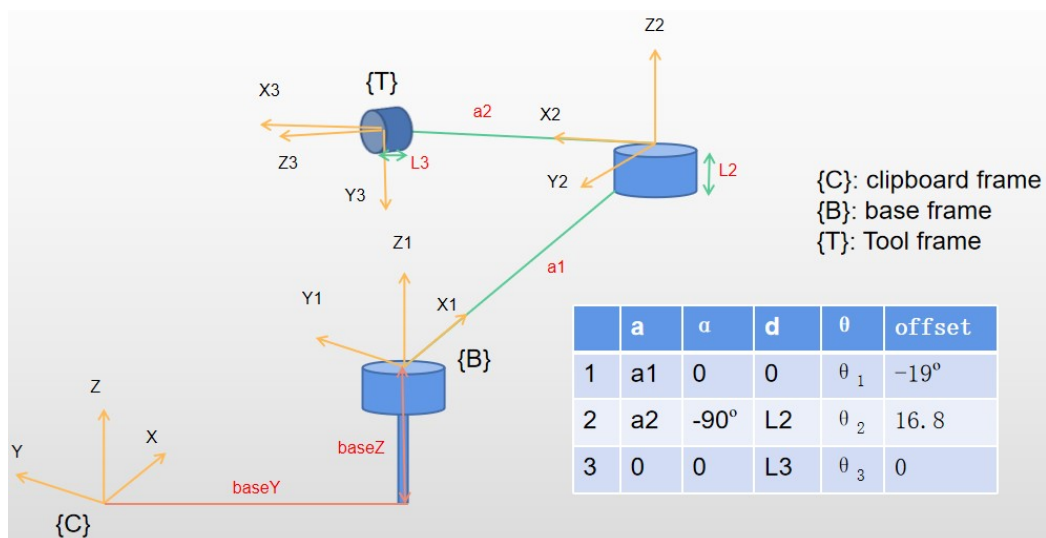 Z2
X3
{T}
a2
X2
Z3
L3
Y3
Y2
L2
{C}: clipboard frame
{B}: base frame
{T}: Tool frame
Z1
a1
Y1
X1
{B}
Z
X
Y
baseZ
baseY
{C}
a α d θ offset
1 a1 0 0 θ1 -19º
2 a2 -90º L2 θ2 16.8
3 0 0 L3 θ3 0